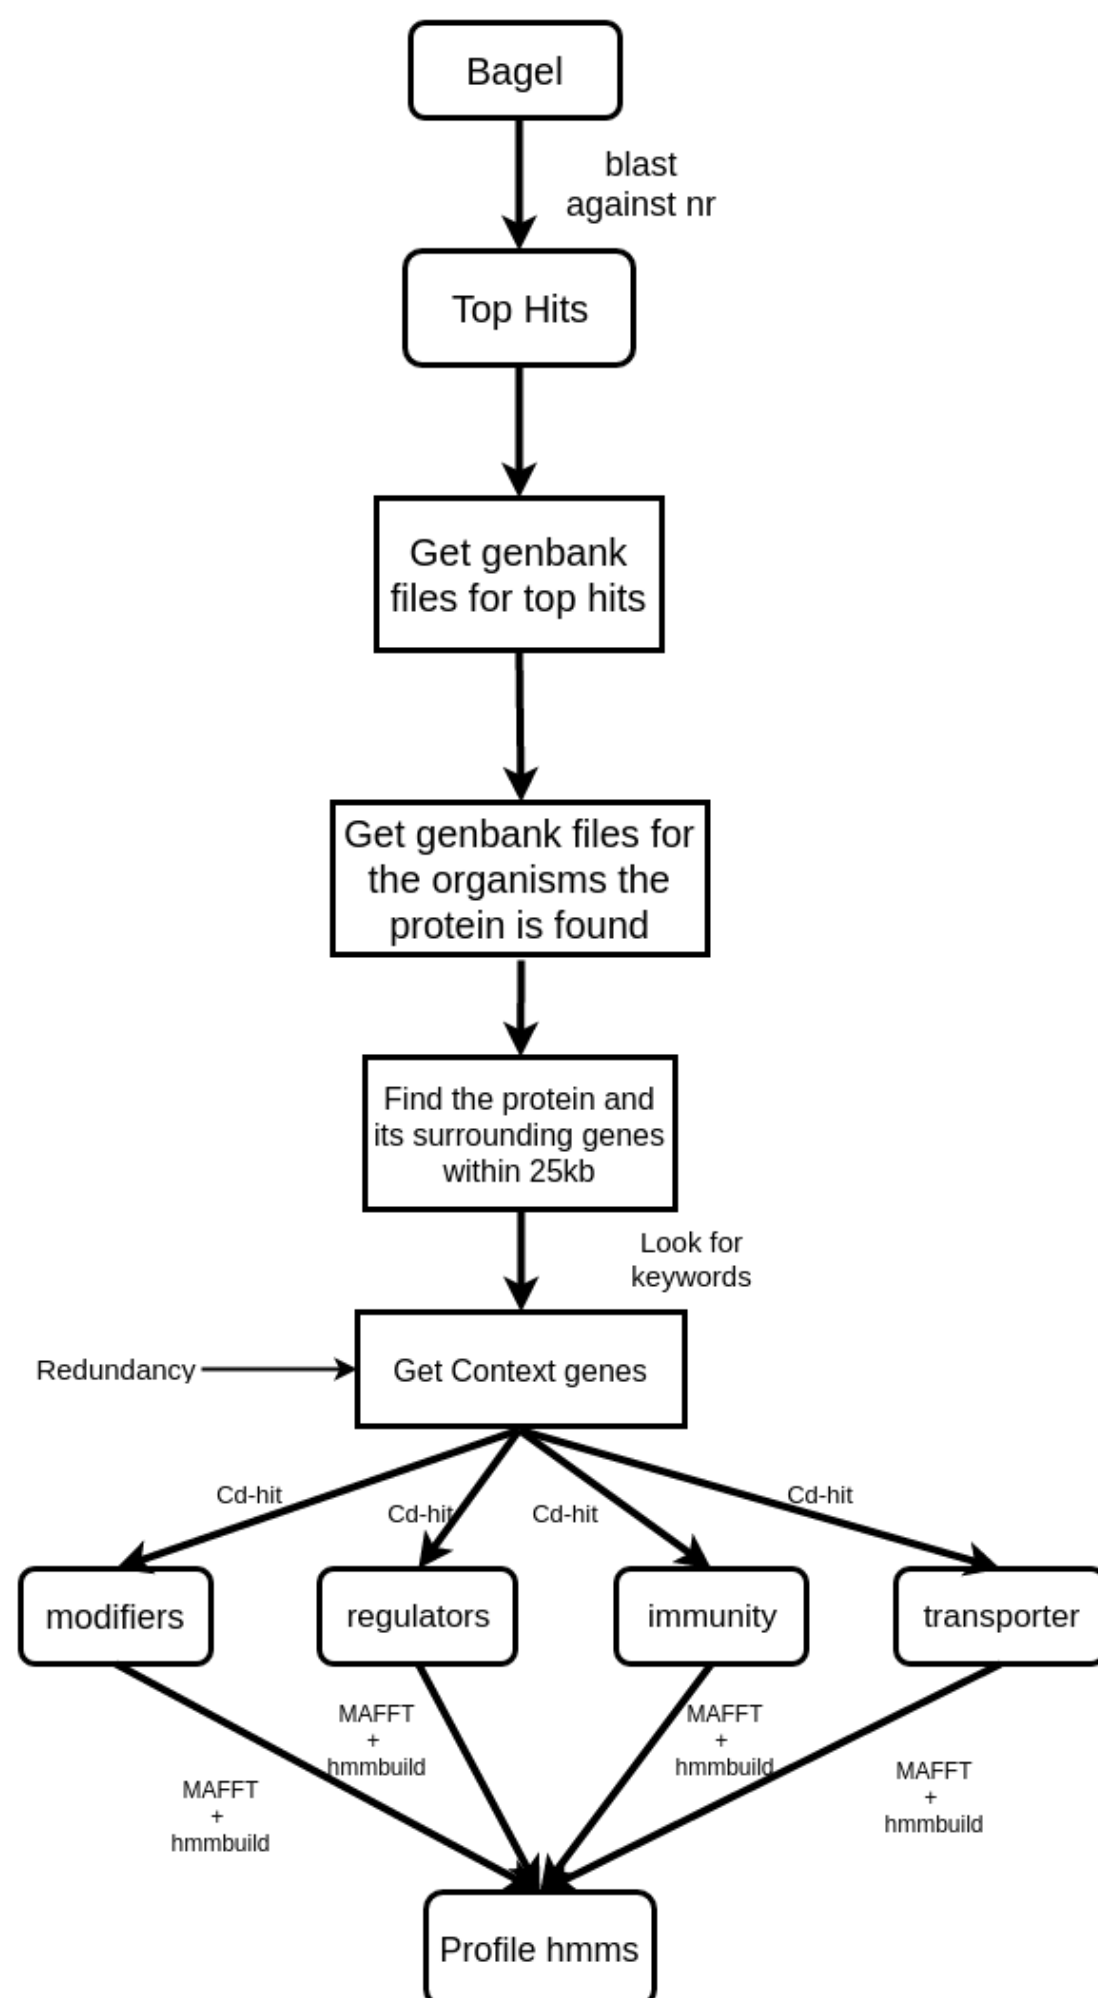 Bagel
blast
against nr
Top Hits
Get genbank
files for top hits
Get genbank files for
the organisms the
protein is found
Find the protein and
its surrounding genes
within 25kb
Look for
keywords
Redundancy
Get Context genes
Cd-hit
Cd-hit
Cd-hit
Cd-hit
modifiers
regulators
immunity
transporter
MAFFT
+
hmmbuild
MAFFT
+
hmmbuild
MAFFT
+
hmmbuild
MAFFT
+
hmmbuild
Profile hmms